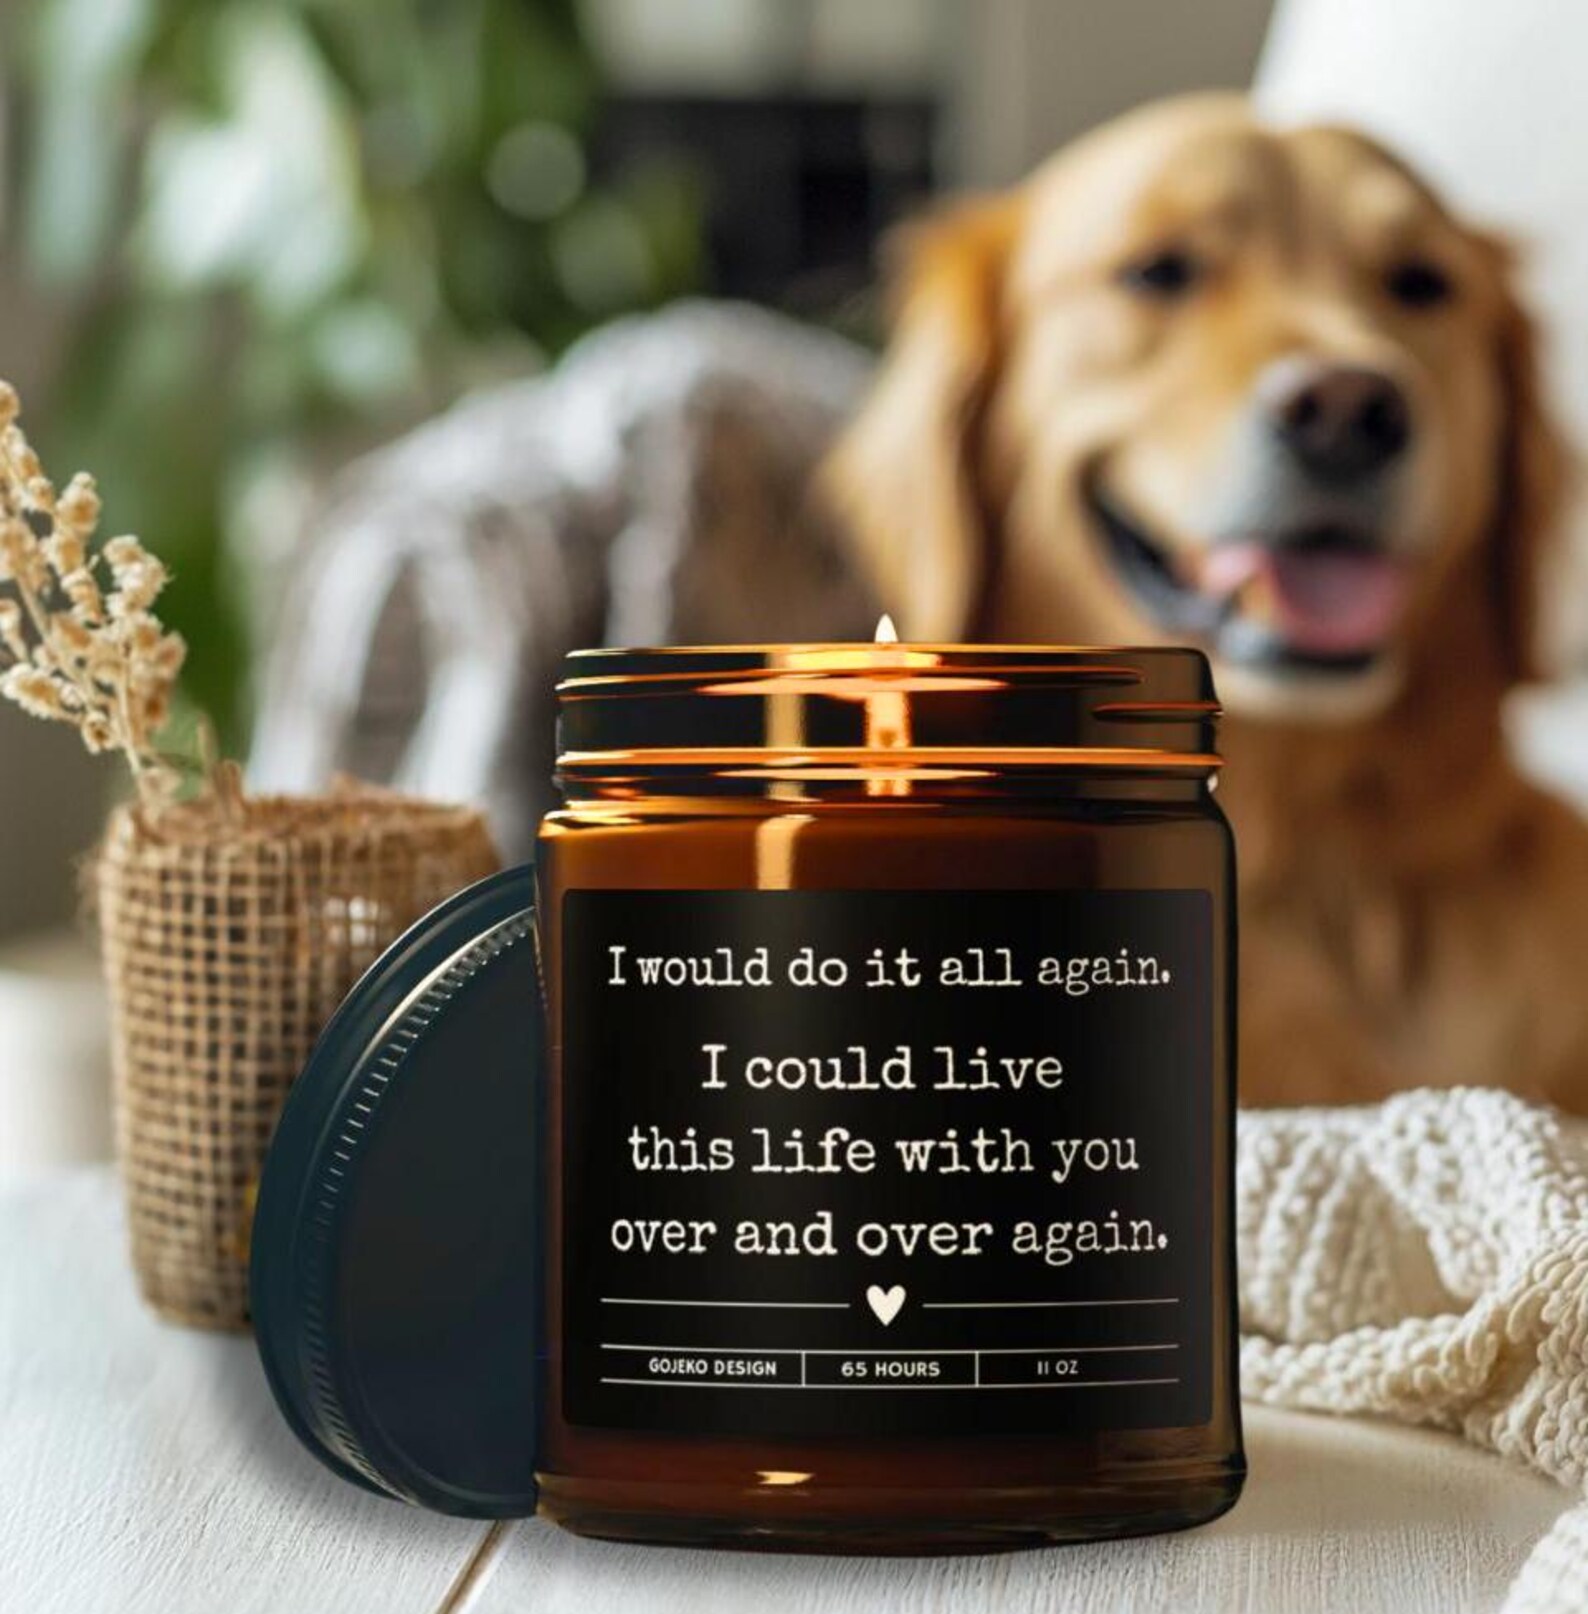 I would do it all again.
I could live
this life with you
over and over again.
GOJEKO DESIGN 65 HOURS 11 OZ